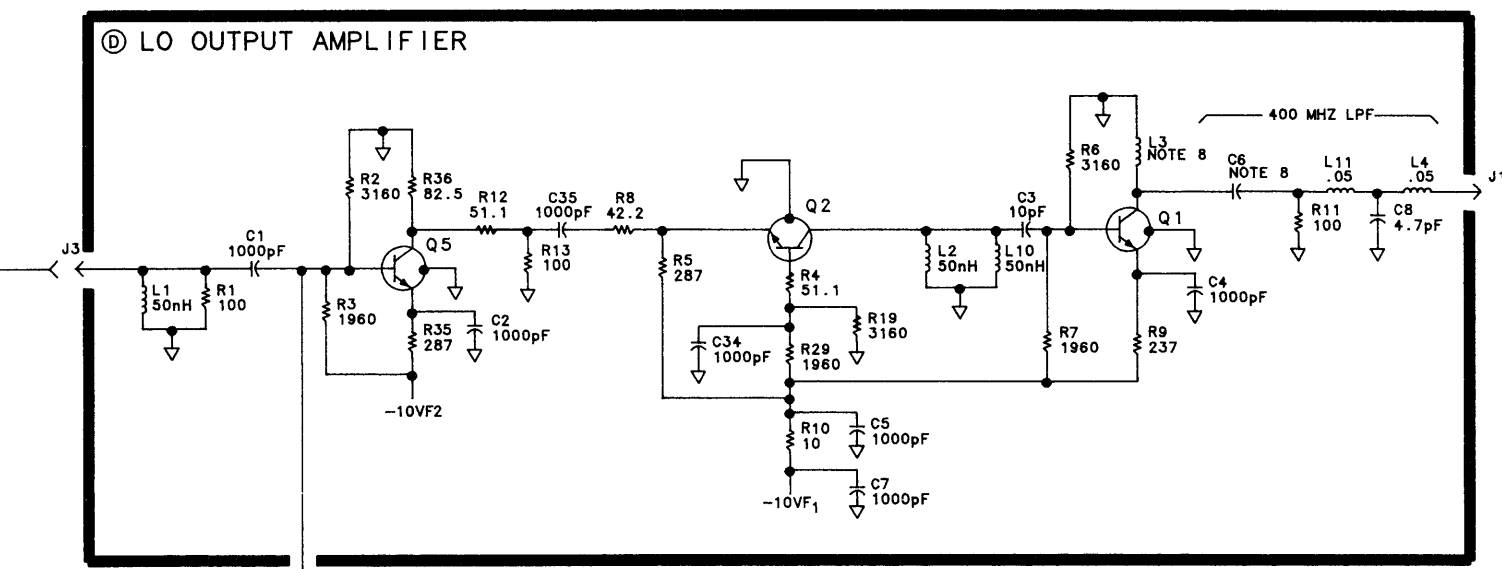 D LO OUTPUT AMPLIFIER
400 MHZ LPF
J3
L1
50nH
R1
100
C1
1000pF
R2
3160
R36
82.5
Q5
R3
1960
R35
287
C2
1000pF
-10VF2
R12
51.1
R13
100
C35
1000pF
R8
42.2
R5
287
Q2
R4
51.1
R19
3160
C34
1000pF
R29
1960
R10
10
C5
1000pF
C7
1000pF
-10VF1
L2
50nH
L10
50nH
C3
10pF
R6
3160
L3
NOTE 8
Q1
R7
1960
R9
237
C4
1000pF
C6
NOTE 8
R11
100
L11
.05
C8
4.7pF
L4
.05
J1